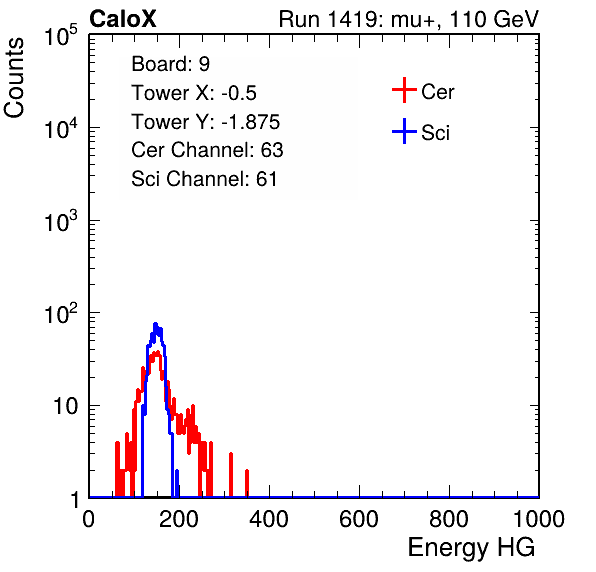 CaloX Run 1419: mu+, 110 GeV
Board: 9
Tower X: -0.5
Tower Y: -1.875
Cer Channel: 63
Sci Channel: 61
Cer
Sci
Counts
10^5
10^4
10^3
10^2
10
1
0 200 400 600 800 1000
Energy HG